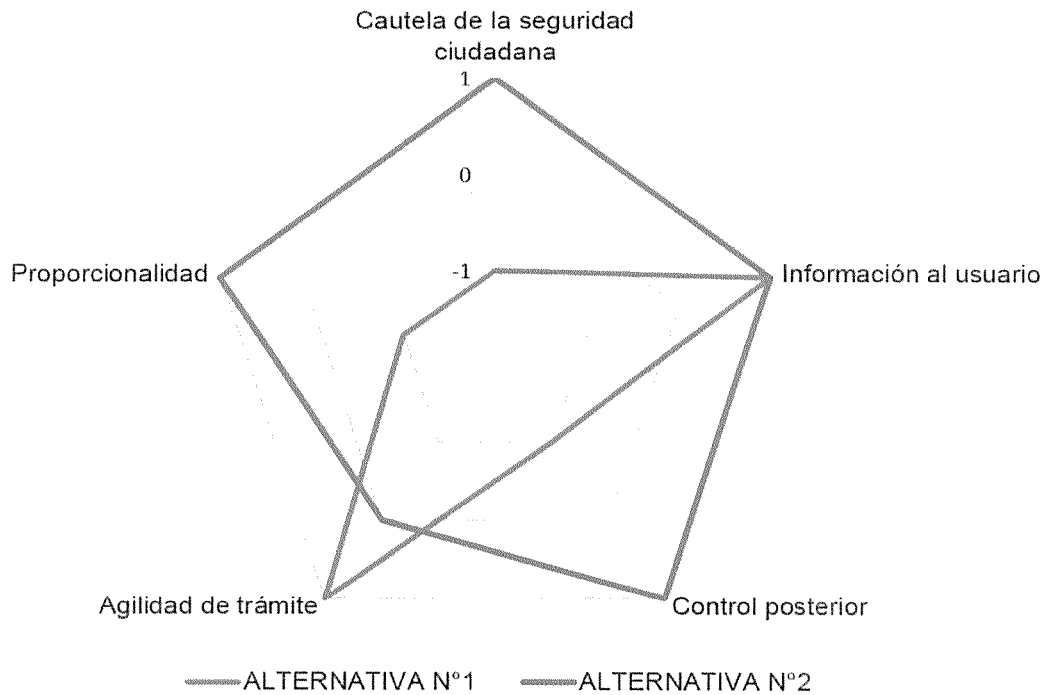 Cautela de la seguridad
ciudadana
1
0
-1
Proporcionalidad
Información al usuario
Agilidad de trámite
Control posterior
ALTERNATIVA N°1
ALTERNATIVA N°2